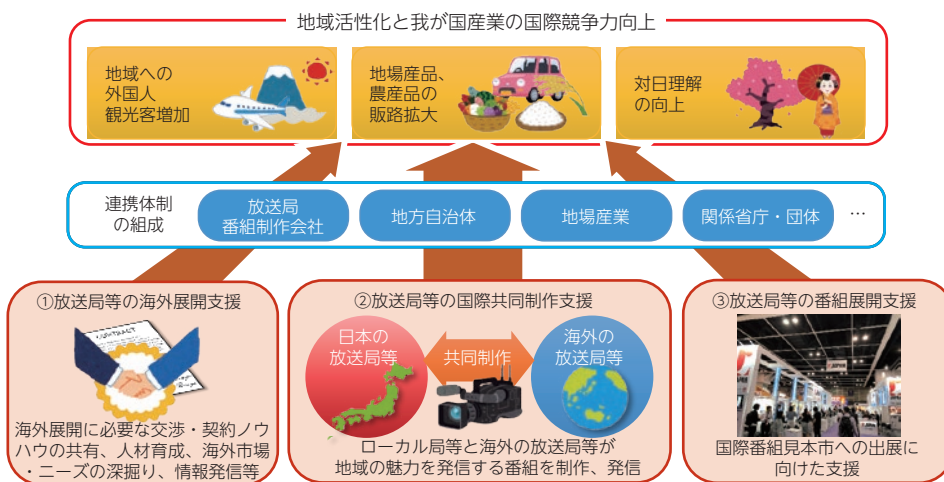 地域活性化と我が国産業の国際競争力向上
地域への
外国人
観光客増加
地場産品、
農産品の
販路拡大
対日理解
の向上
連携体制
の組成
放送局
番組制作会社
地方自治体
地場産業
関係省庁・団体
…
①放送局等の海外展開支援
CONTRACT
海外展開に必要な交渉・契約ノウ
ハウの共有、人材育成、海外市場
・ニーズの深掘り、情報発信等
②放送局等の国際共同制作支援
日本の
放送局等
共同制作
海外の
放送局等
ローカル局等と海外の放送局等が
地域の魅力を発信する番組を制作、発信
③放送局等の番組展開支援
国際番組見本市への出展に
向けた支援